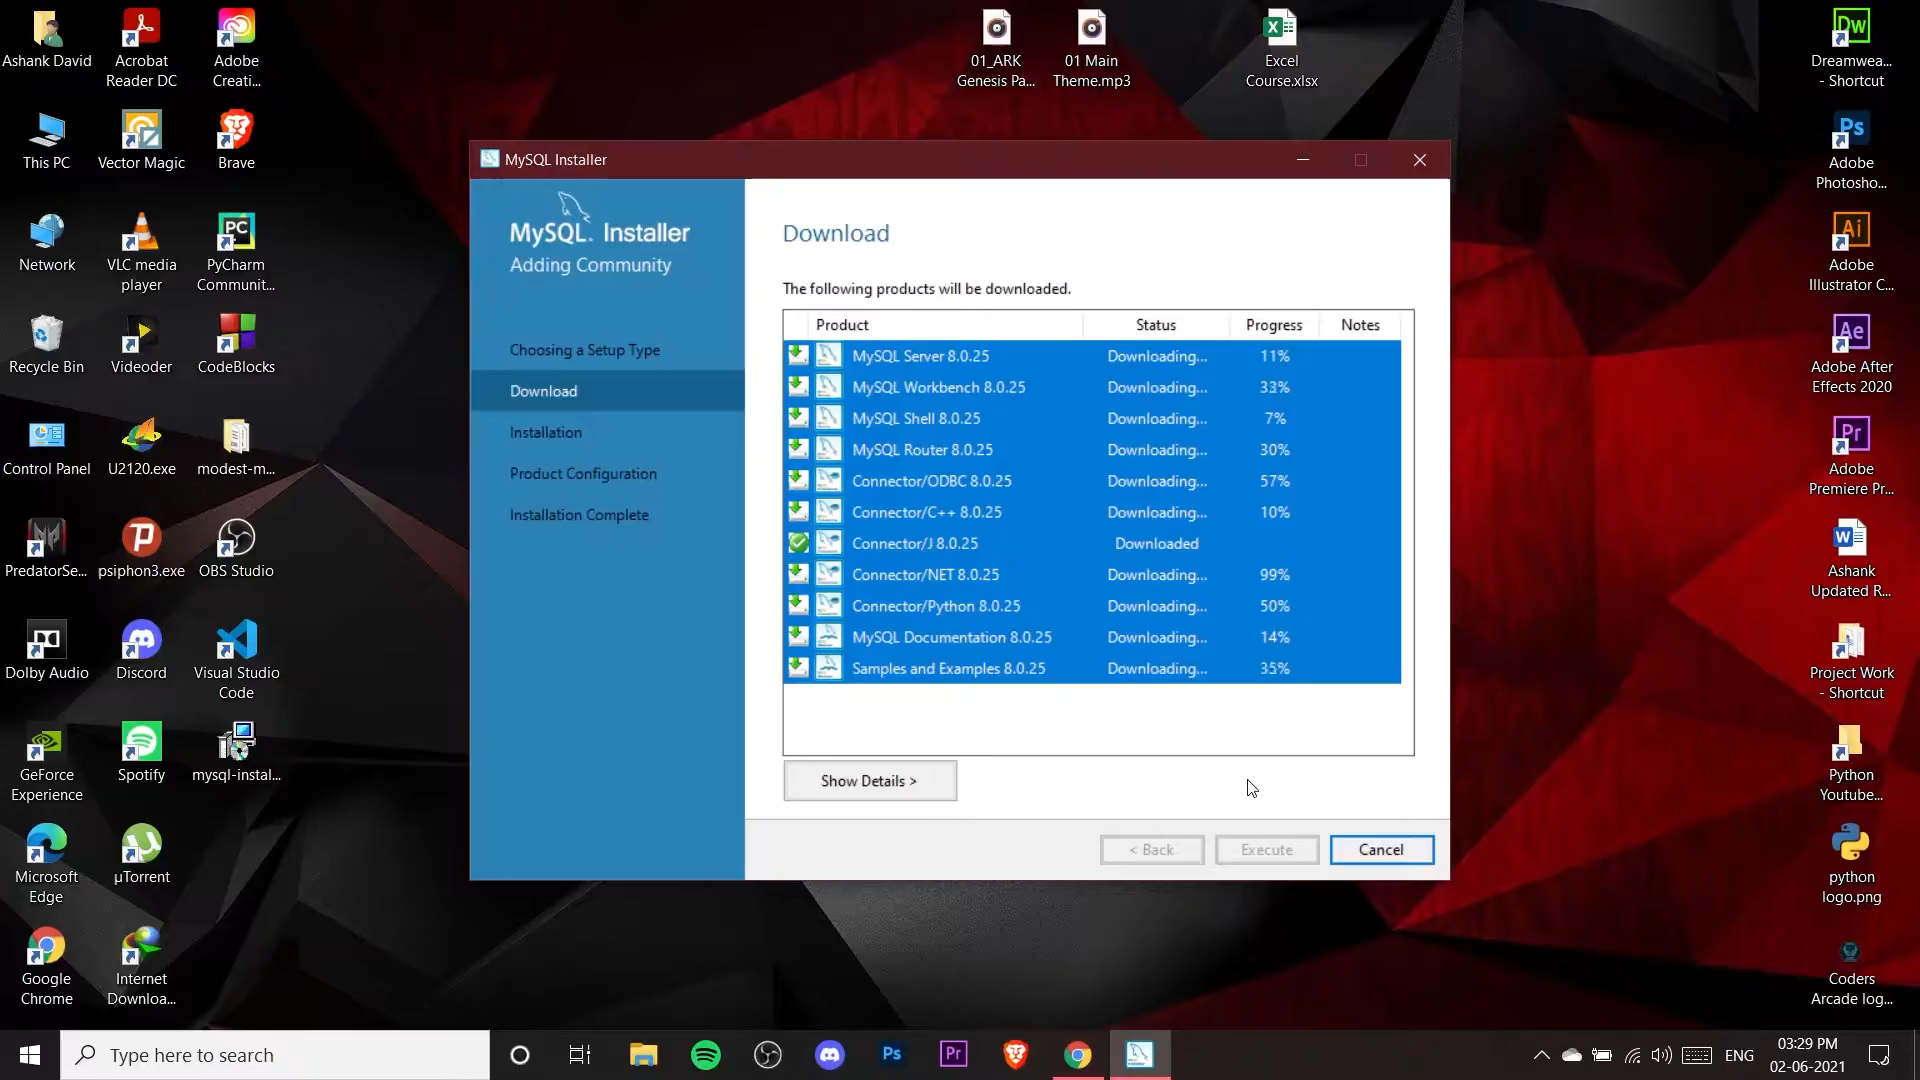 Ashank David
Acrobat
Reader DC
Adobe
Creati...
This PC
Vector Magic
Brave
Network
VLC media
player
PyCharm
Communit...
Recycle Bin
Videoder
CodeBlocks
Control Panel
U2120.exe
modest-m...
PredatorSe...
psiphon3.exe
OBS Studio
Dolby Audio
Discord
Visual Studio
Code
GeForce
Experience
Spotify
mysql-instal...
Microsoft
Edge
µTorrent
Google
Chrome
Internet
Downloa...
01_ARK
Genesis Pa...
01 Main
Theme.mp3
Excel
Course.xlsx
MySQL Installer
MySQL. Installer
Adding Community
Choosing a Setup Type
Download
Installation
Product Configuration
Installation Complete
Download
The following products will be downloaded.
Product Status Progress Notes
MySQL Server 8.0.25 Downloading... 11%
MySQL Workbench 8.0.25 Downloading... 33%
MySQL Shell 8.0.25 Downloading... 7%
MySQL Router 8.0.25 Downloading... 30%
Connector/ODBC 8.0.25 Downloading... 57%
Connector/C++ 8.0.25 Downloading... 10%
Connector/J 8.0.25 Downloaded
Connector/NET 8.0.25 Downloading... 99%
Connector/Python 8.0.25 Downloading... 50%
MySQL Documentation 8.0.25 Downloading... 14%
Samples and Examples 8.0.25 Downloading... 35%
Show Details >
< Back Execute Cancel
Dw
Dreamwea...
- Shortcut
Ps
Adobe
Photosho...
Ai
Adobe
Illustrator C...
Ae
Adobe After
Effects 2020
Pr
Adobe
Premiere Pr...
Ashank
Updated R...
Project Work
- Shortcut
Python
Youtube...
python
logo.png
Coders
Arcade log...
Type here to search
Ps
Pr
ENG
03:29 PM
02-06-2021